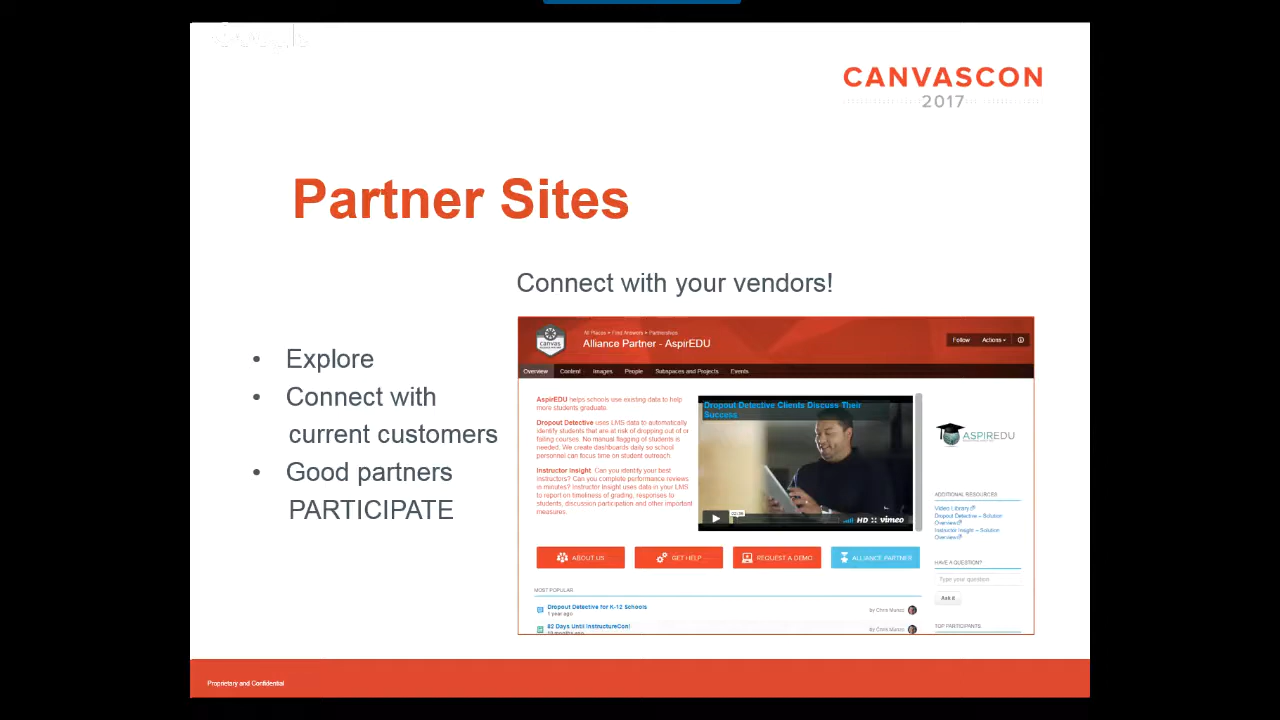 CANVASCON
2017
Partner Sites
Connect with your vendors!
• Explore
• Connect with
current customers
• Good partners
PARTICIPATE
All Places > Find Answers > Partnerships
canvas
Alliance Partner - AspirEDU
Follow Actions
Overview Content Images People Subspaces and Projects Events
AspirEDU helps schools use existing data to help
more students graduate.
Dropout Detective uses LMS data to automatically
identify students that are at risk of dropping out of or
failing courses. No manual flagging of students is
needed. We create dashboards daily so school
personnel can focus time on student outreach.
Instructor Insight. Can you identify your best
instructors? Can you complete performance reviews
in minutes? Instructor Insight uses data in your LMS
to report on timeliness of grading, responses to
students, discussion participation and other important
measures.
Dropout Detective Clients Discuss Their
Success
HD vimeo
ASPIREDU
ADDITIONAL RESOURCES
Video Library
Dropout Detective – Solution
Overview
Instructor Insight – Solution
Overview
ABOUT US GET HELP REQUEST A DEMO ALLIANCE PARTNER
HAVE A QUESTION?
Type your question
Ask it
MOST POPULAR
Dropout Detective for K-12 Schools
1 year ago
by Chris Munzo
82 Days Until InstructureCon!
10 months ago
by Chris Munzo
TOP PARTICIPANTS
Proprietary and Confidential